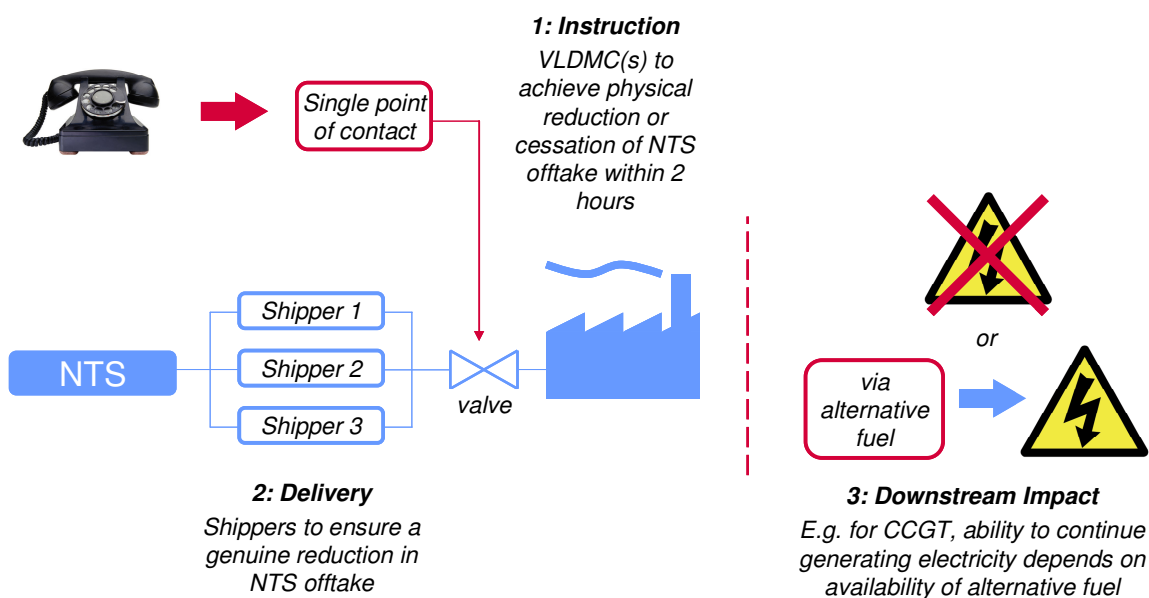 1: Instruction
VLDMC(s) to
achieve physical
reduction or
cessation of NTS
offtake within 2
hours
Single point
of contact
NTS
Shipper 1
Shipper 2
Shipper 3
valve
2: Delivery
Shippers to ensure a
genuine reduction in
NTS offtake
or
via
alternative
fuel
3: Downstream Impact
E.g. for CCGT, ability to continue
generating electricity depends on
availability of alternative fuel